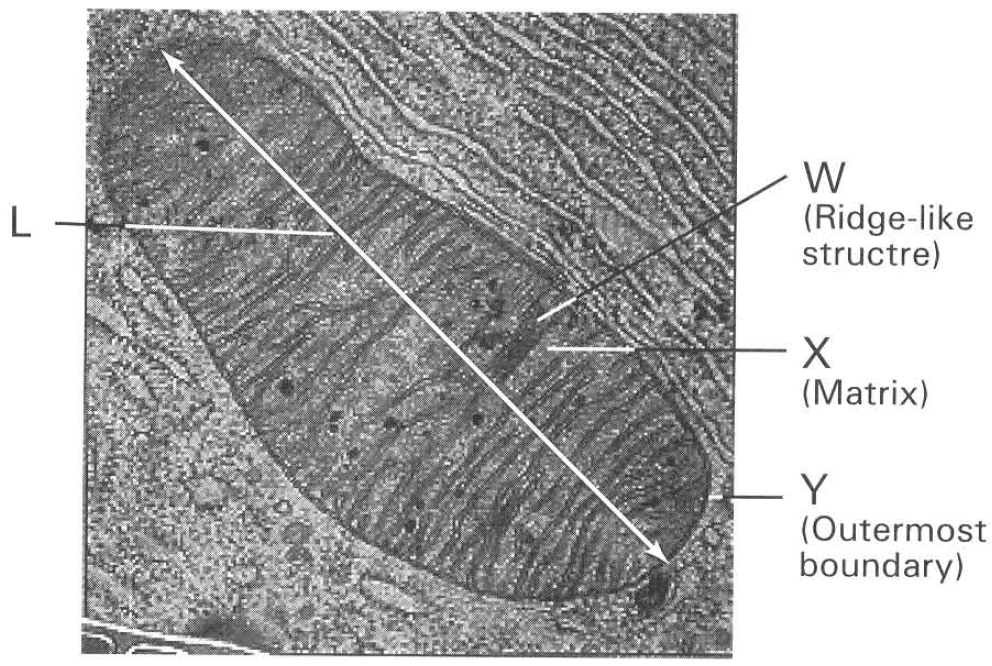 L
W
(Ridge-like
structre)
X
(Matrix)
Y
(Outermost
boundary)